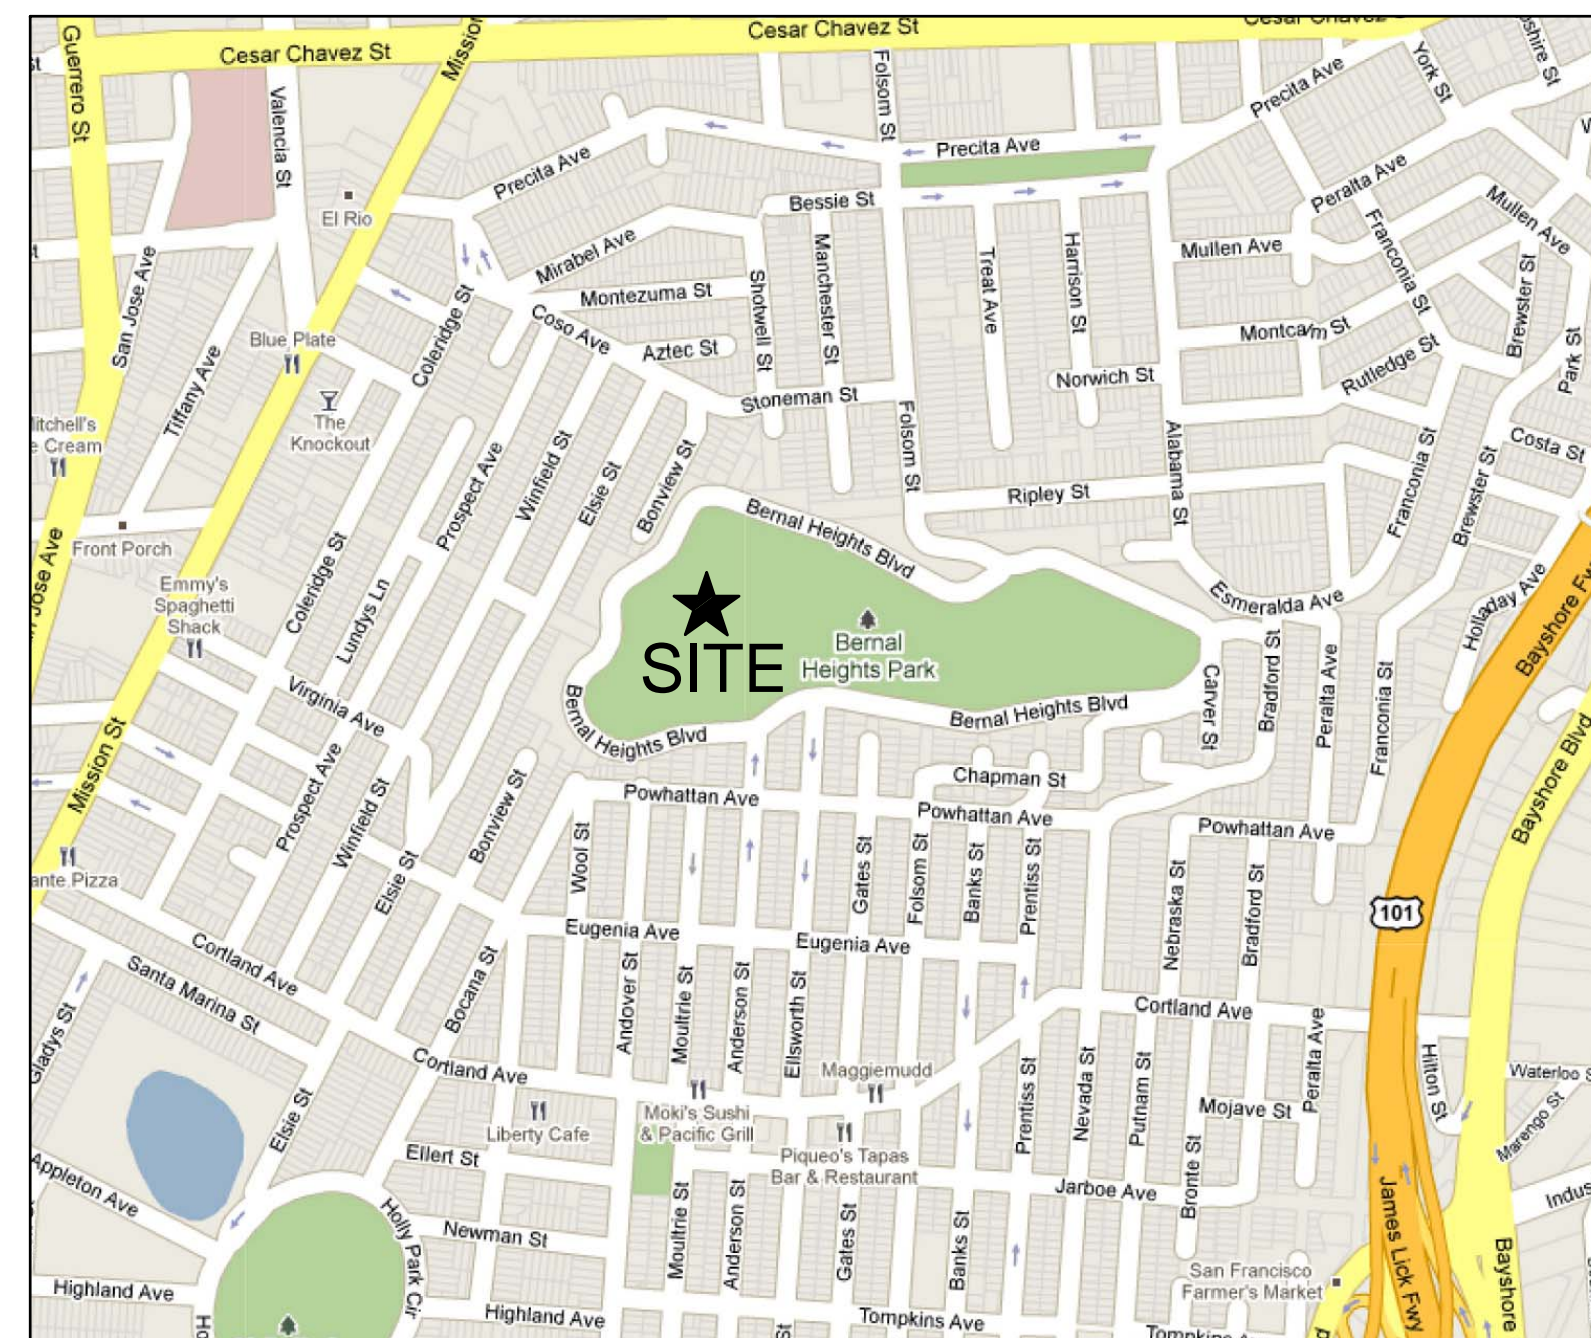 Cesar Chavez St
Cesar Chavez St
Guerrero St
Mission
Valencia St
Folsom St
Precita Ave
York St
Precita Ave
Precita Ave
Peralta Ave
El Rio
Bessie St
Mullen Ave
Mirabel Ave
Mullen Ave
Franconia St
San Jose Ave
Montezuma St
Shotwell St
Manchester St
Treat Ave
Harrison St
Brewster St
Coso Ave
Blue Plate
Coleridge St
Aztec St
Rutledge St
Park St
Tiffany Ave
The
Knockout
Norwich St
Stoneman St
Folsom St
Alabama St
Costa St
Prospect Ave
Winfield St
Elsie St
Bonview St
Ripley St
Franconia St
Brewster St
Bernal Heights Blvd
Front Porch
Coleridge St
Lundys Ln
Emmy's
Spaghetti
Shack
SITE
Bernal
Heights Park
Esmeralda Ave
Holladay Ave
Virginia Ave
Bernal Heights Blvd
Bernal Heights Blvd
Carver St
Bradford St
Peralta Ave
Franconia St
Bayshore Blvd
Mission St
Prospect Ave
Winfield St
Bonview St
Elsie St
Powhattan Ave
Chapman St
Powhattan Ave
Powhattan Ave
Wool St
Gates St
Folsom St
Banks St
Prentiss St
Nebraska St
Bradford St
101
Cortland Ave
Santa Marina St
Bocana St
Eugenia Ave
Eugenia Ave
Andover St
Moultrie St
Anderson St
Ellsworth St
Cortland Ave
Gladys St
Elsie St
Cortland Ave
Maggiemudd
Prentiss St
Nevada St
Putnam St
Mojave St
Peralta Ave
Hilton St
Marengo St
Liberty Cafe
Moki's Sushi
& Pacific Grill
Piqueo's Tapas
Bar & Restaurant
Ellert St
Jarboe Ave
Bronte St
Appleton Ave
Holly Park Cir
Newman St
Moultrie St
Anderson St
Gates St
Banks St
James Lick Fwy
Bayshore
San Francisco
Farmer's Market
Highland Ave
Highland Ave
Tompkins Ave